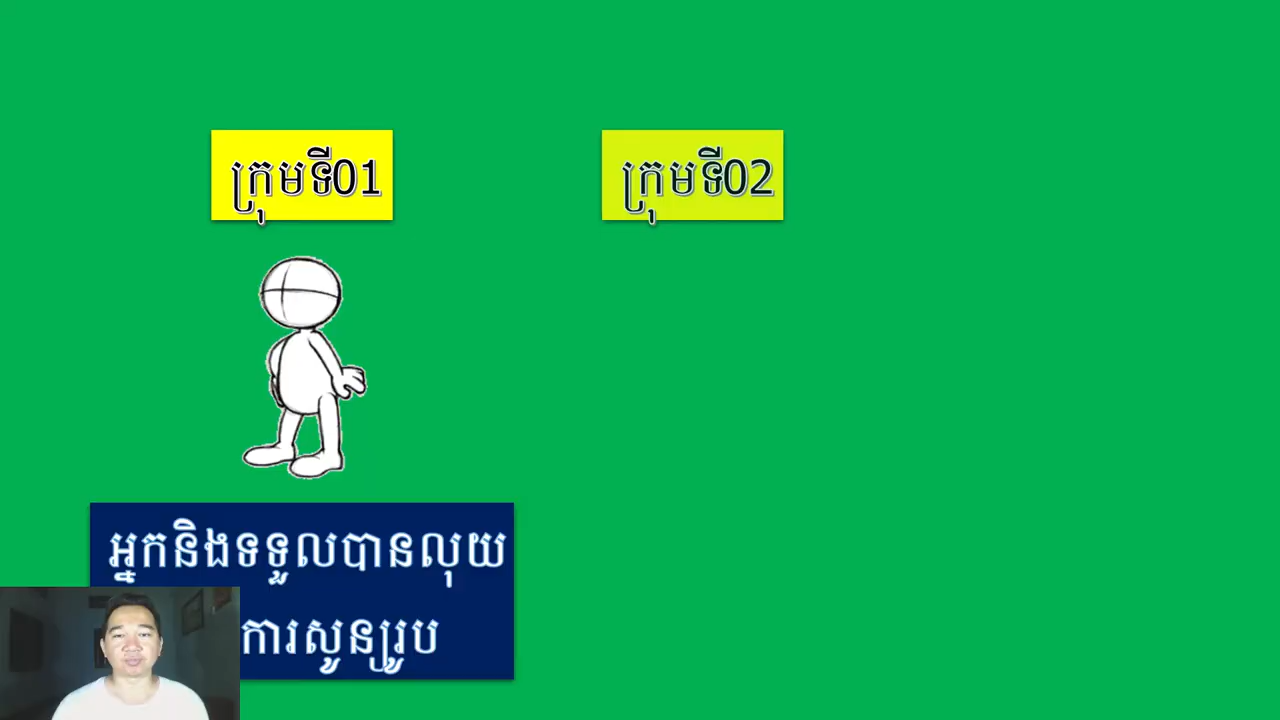 ក្រុមទី01
ក្រុមទី02
អ្នកនិងទទួលបានលុយ
ការសូន្យរូប